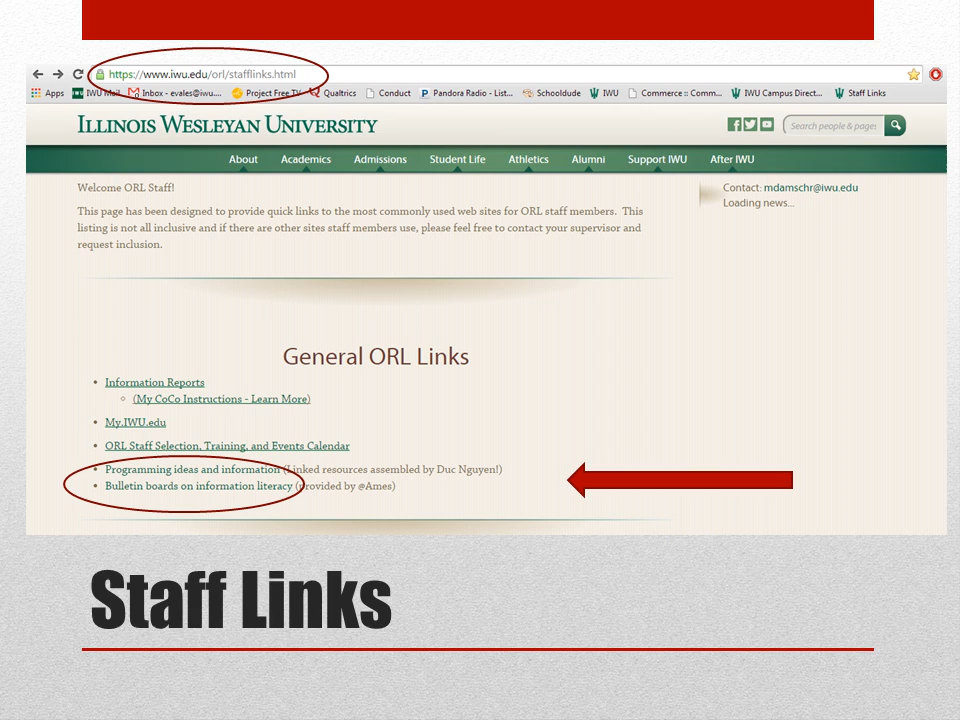 https://www.iwu.edu/orl/stafflinks.html
Apps IWU Mail Inbox - evales@iwu.... Project Free TV Qualtrics Conduct Pandora Radio - List... Schooldude IWU Commerce :: Comm... IWU Campus Direct... Staff Links
ILLINOIS WESLEYAN UNIVERSITY
Search people & pages
About Academics Admissions Student Life Athletics Alumni Support IWU After IWU
Welcome ORL Staff!
Contact: mdamschr@iwu.edu
Loading news...
This page has been designed to provide quick links to the most commonly used web sites for ORL staff members. This
listing is not all inclusive and if there are other sites staff members use, please feel free to contact your supervisor and
request inclusion.
General ORL Links
• Information Reports
◦ (My CoCo Instructions - Learn More)
• My.IWU.edu
• ORL Staff Selection, Training, and Events Calendar
• Programming ideas and information (Linked resources assembled by Duc Nguyen!)
• Bulletin boards on information literacy (provided by @Ames)
Staff Links